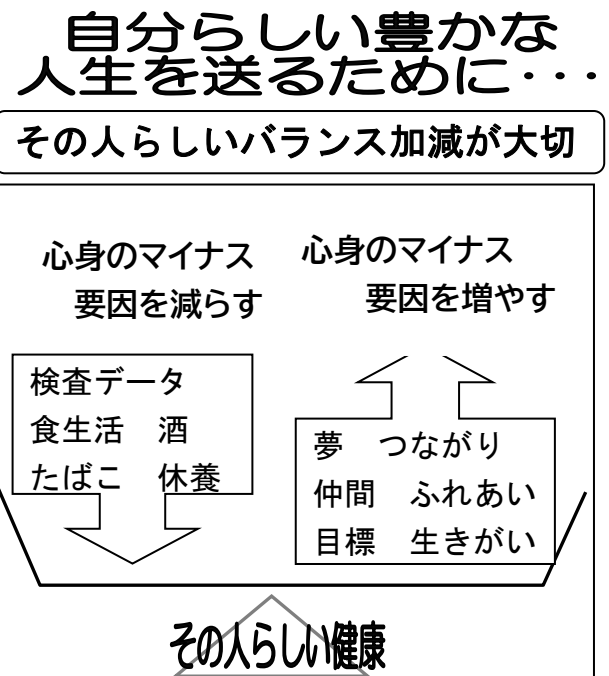 自分らしい豊かな
人生を送るために･･･
その人らしいバランス加減が大切
心身のマイナス
要因を減らす
心身のマイナス
要因を増やす
検査データ
食生活　酒
たばこ　休養
夢　つながり
仲間　ふれあい
目標　生きがい
その人らしい健康